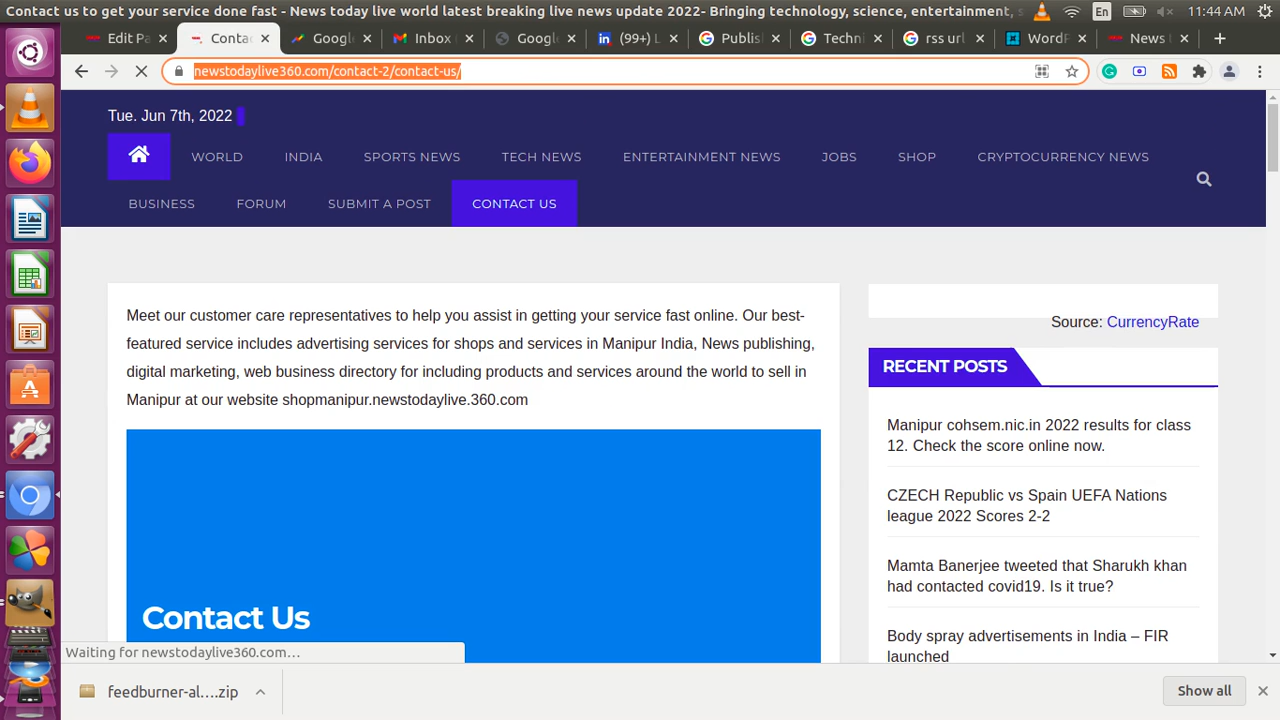 Contact us to get your service done fast - News today live world latest breaking live news update 2022- Bringing technology, science, entertainment, s
En
11:44 AM
Edit Pa
Conta
Google
Inbox (
Google
(99+) L
Publis
Techni
rss url
WordP
News t
newstodaylive360.com/contact-2/contact-us/
Tue. Jun 7th, 2022
WORLD INDIA SPORTS NEWS TECH NEWS ENTERTAINMENT NEWS JOBS SHOP CRYPTOCURRENCY NEWS
BUSINESS FORUM SUBMIT A POST CONTACT US
Meet our customer care representatives to help you assist in getting your service fast online. Our best-
featured service includes advertising services for shops and services in Manipur India, News publishing,
digital marketing, web business directory for including products and services around the world to sell in
Manipur at our website shopmanipur.newstodaylive.360.com
Contact Us
Source: CurrencyRate
RECENT POSTS
Manipur cohsem.nic.in 2022 results for class
12. Check the score online now.
CZECH Republic vs Spain UEFA Nations
league 2022 Scores 2-2
Mamta Banerjee tweeted that Sharukh khan
had contacted covid19. Is it true?
Body spray advertisements in India – FIR
launched
Waiting for newstodaylive360.com…
feedburner-al….zip
Show all